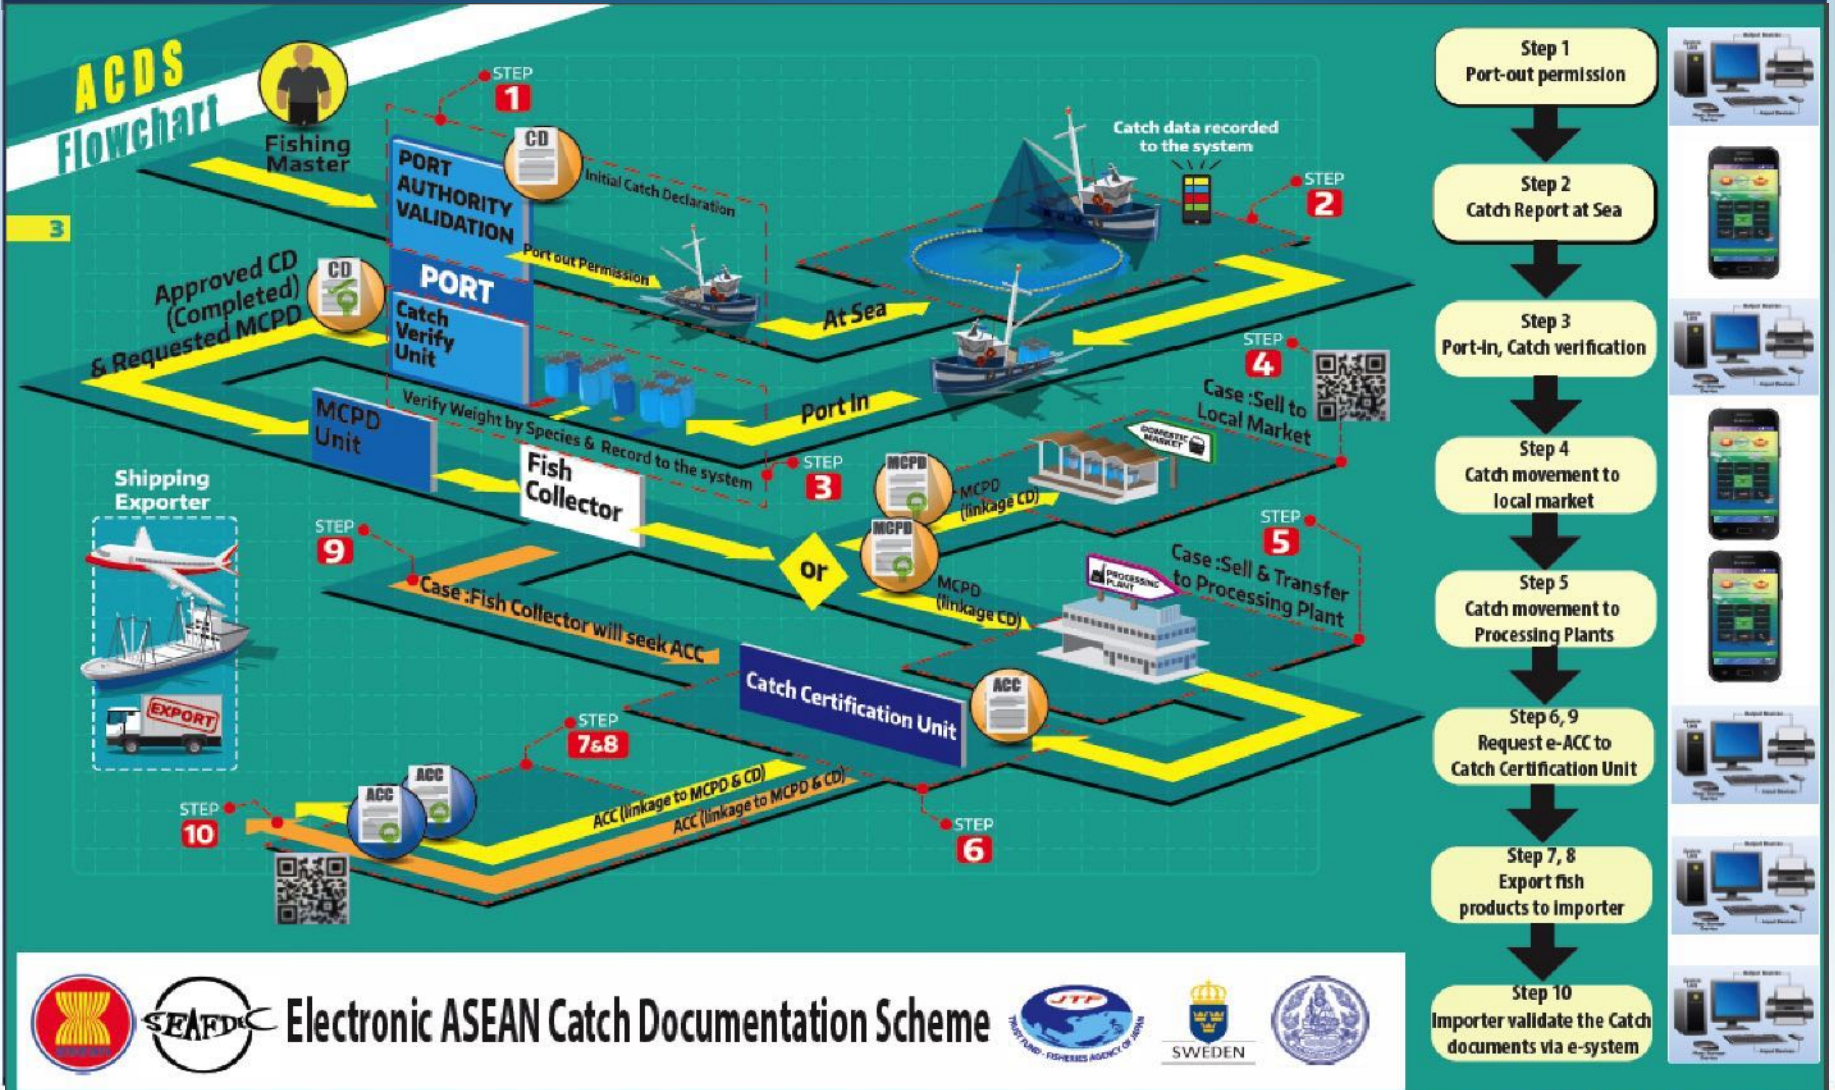 ACDS
Flowchart
3
Fishing
Master
STEP
1
CD
PORT
AUTHORITY
VALIDATION
Initial Catch Declaration
Port out Permission
PORT
Catch
Verify
Unit
Approved CD
(Completed)
& Requested MCPD
CD
At Sea
Catch data recorded
to the system
STEP
2
Port In
Verify Weight by Species & Record to the system
STEP
3
MCPD
Unit
Fish
Collector
or
MCPD
MCPD
(linkage CD)
DOMESTIC
MARKET
STEP
4
Case :Sell to
Local Market
MCPD
MCPD
(linkage CD)
PROCESSING
PLANT
STEP
5
Case :Sell & Transfer
to Processing Plant
Shipping
Exporter
EXPORT
STEP
9
Case :Fish Collector will seek ACC
Catch Certification Unit
ACC
STEP
6
STEP
7&8
ACC
ACC
ACC (linkage to MCPD & CD)
ACC (linkage to MCPD & CD)
STEP
10
Step 1
Port-out permission
Step 2
Catch Report at Sea
Step 3
Port-in, Catch verification
Step 4
Catch movement to
local market
Step 5
Catch movement to
Processing Plants
Step 6, 9
Request e-ACC to
Catch Certification Unit
Step 7, 8
Export fish
products to importer
Step 10
Importer validate the Catch
documents via e-system
SEAFDEC
Electronic ASEAN Catch Documentation Scheme
JTF
TRUST FUND - FISHERIES AGENCY OF JAPAN
SWEDEN